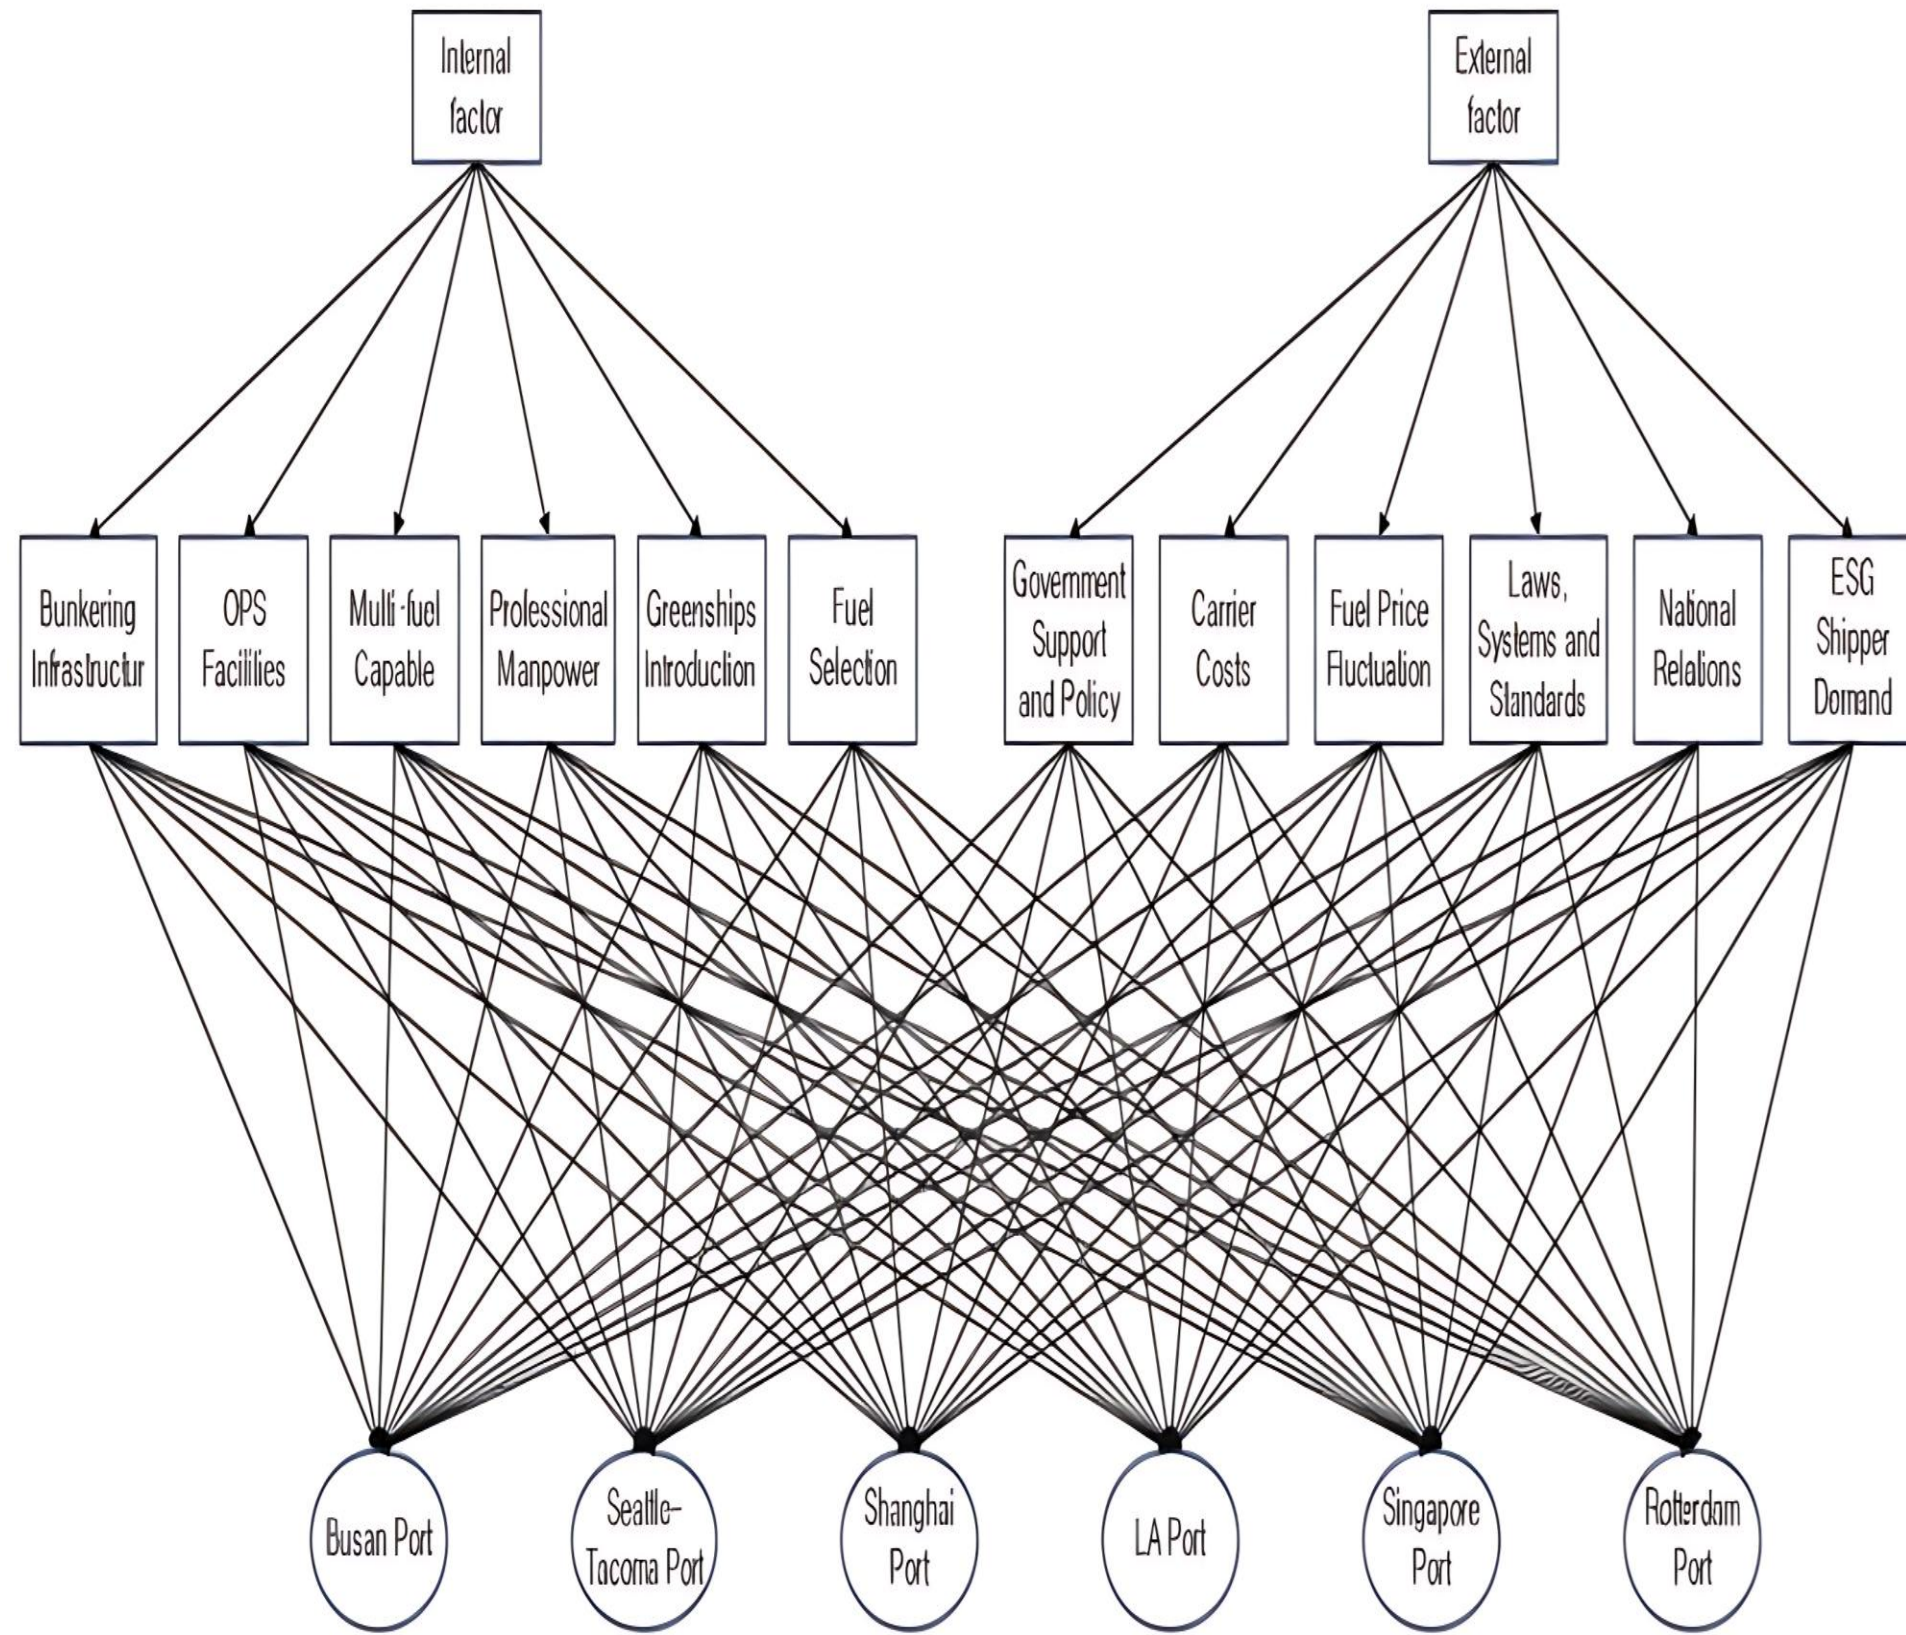 Internal
factor
External
factor
Bunkering
Infrastructur
OPS
Facilities
Multi-fuel
Capable
Professional
Manpower
Greenships
Introduction
Fuel
Selection
Government
Support
and Policy
Carrier
Costs
Fuel Price
Fluctuation
Laws,
Systems and
Standards
National
Relations
ESG
Shipper
Domand
Busan Port
Seattle-
Tacoma Port
Shanghai
Port
LA Port
Singapore
Port
Rotterdam
Port